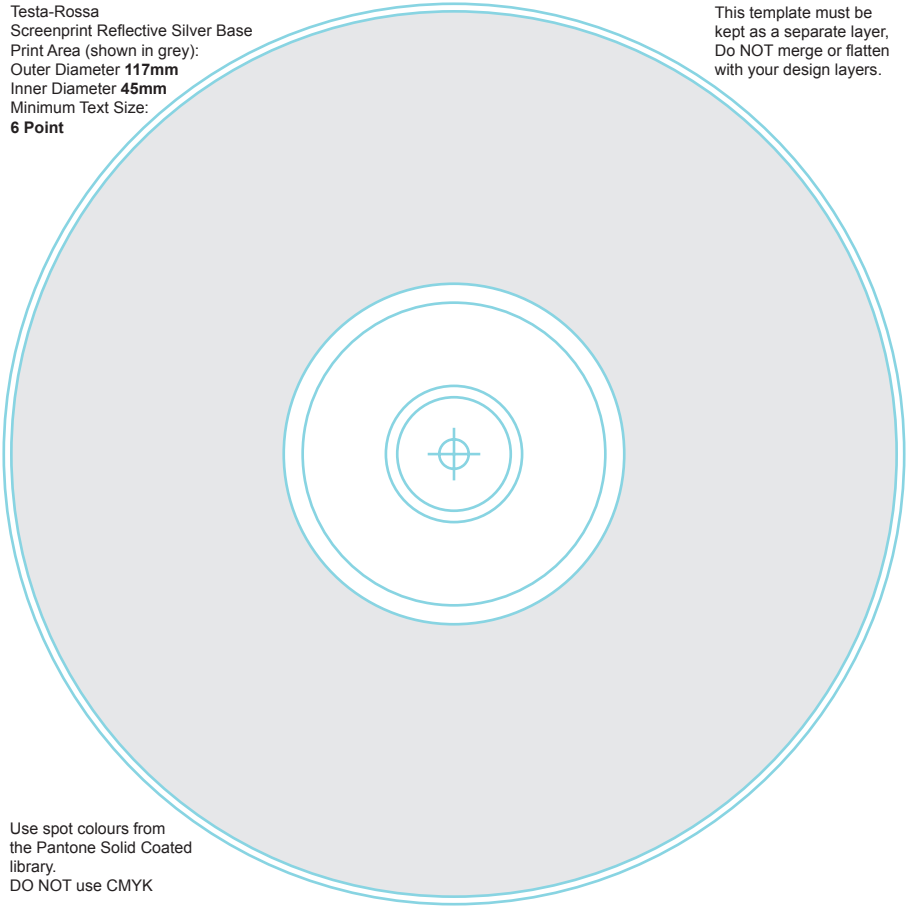 Testa-Rossa
Screenprint Reflective Silver Base
Print Area (shown in grey):
Outer Diameter 117mm
Inner Diameter 45mm
Minimum Text Size:
6 Point
This template must be
kept as a separate layer,
Do NOT merge or flatten
with your design layers.
Use spot colours from
the Pantone Solid Coated
library.
DO NOT use CMYK